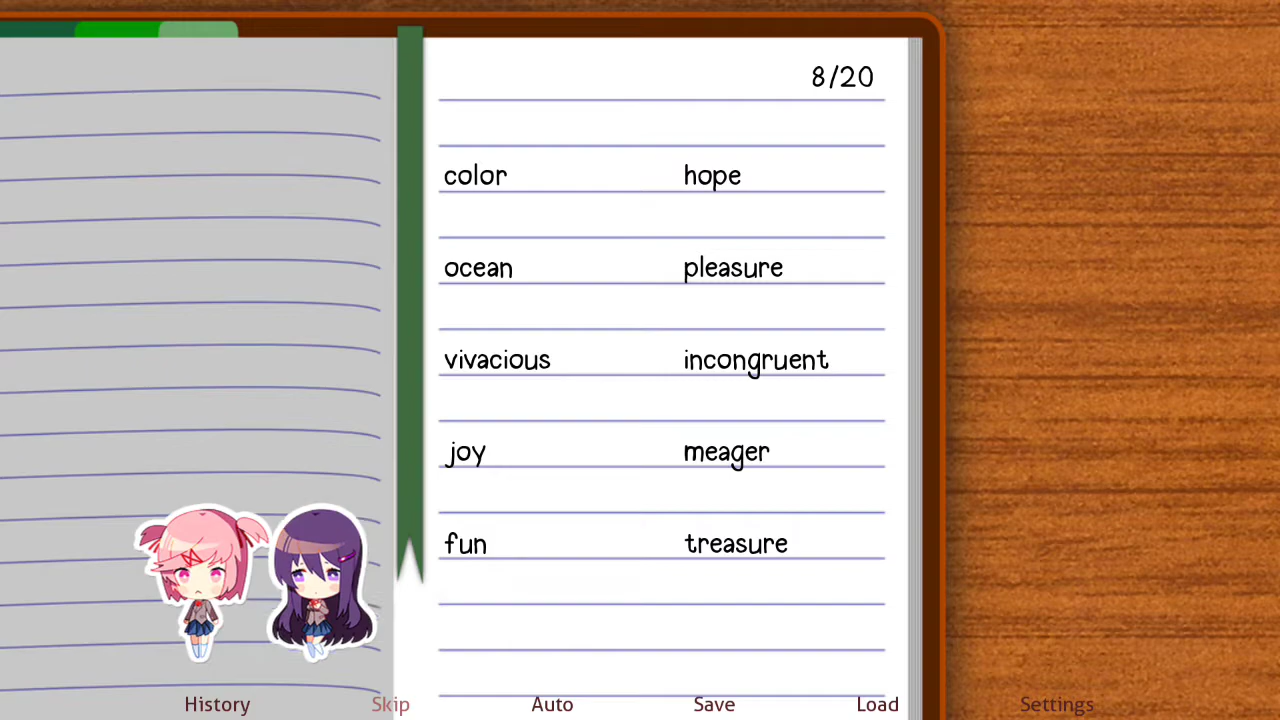 8/20
color hope
ocean pleasure
vivacious incongruent
joy meager
fun treasure
History Skip Auto Save Load Settings